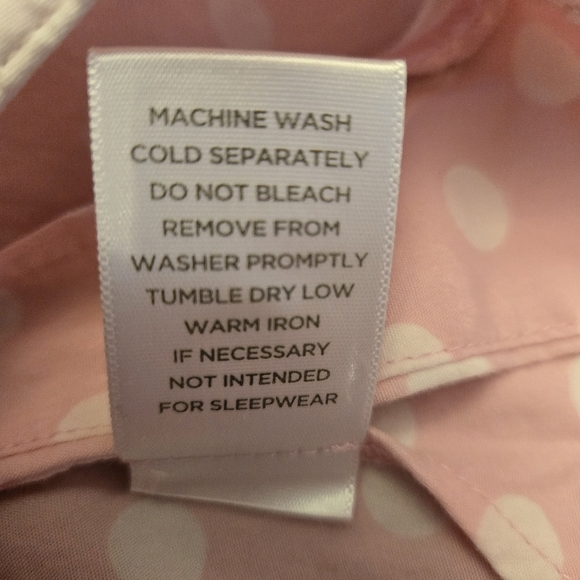 MACHINE WASH
COLD SEPARATELY
DO NOT BLEACH
REMOVE FROM
WASHER PROMPTLY
TUMBLE DRY LOW
WARM IRON
IF NECESSARY
NOT INTENDED
FOR SLEEPWEAR